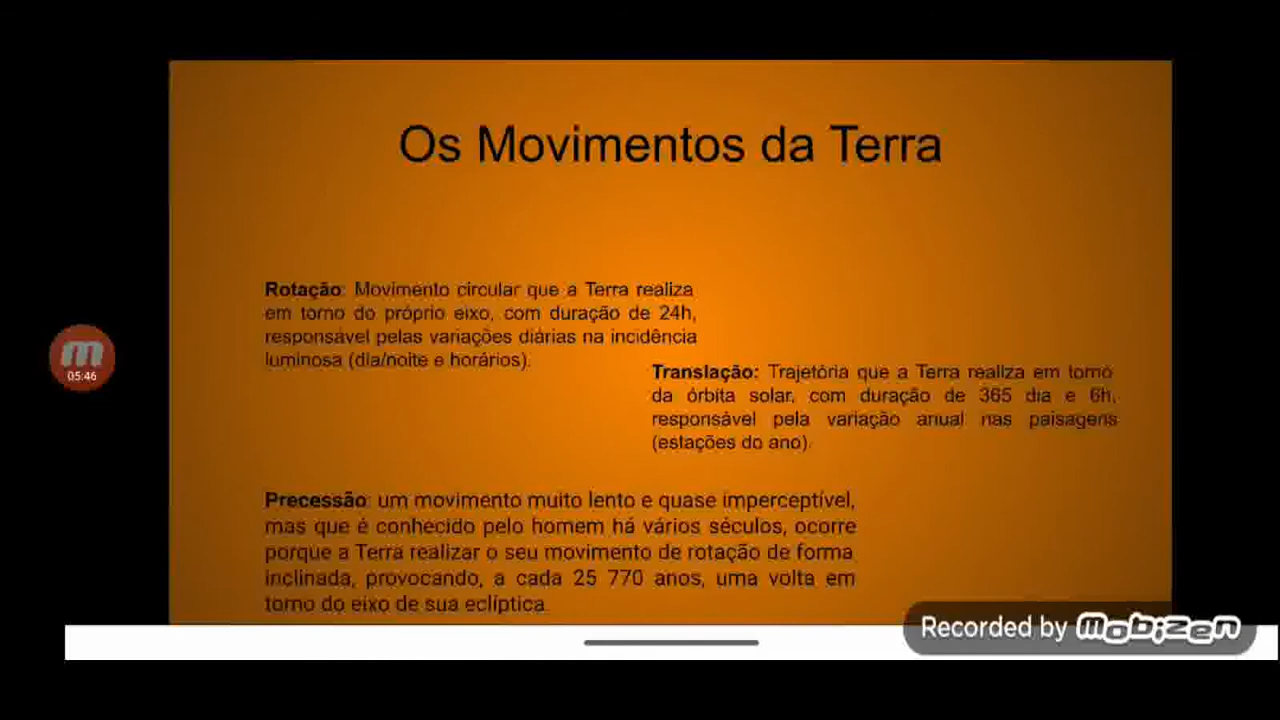 Os Movimentos da Terra
Rotação: Movimento circular que a Terra realiza
em torno do próprio eixo, com duração de 24h,
responsável pelas variações diárias na incidência
luminosa (dia/noite e horários).
Translação: Trajetória que a Terra realiza em torno
da órbita solar, com duração de 365 dia e 6h,
responsável pela variação anual nas paisagens
(estações do ano).
Precessão: um movimento muito lento e quase imperceptível,
mas que é conhecido pelo homem há vários séculos, ocorre
porque a Terra realizar o seu movimento de rotação de forma
inclinada, provocando, a cada 25 770 anos, uma volta em
torno do eixo de sua eclíptica.
05:46
Recorded by Mobizen